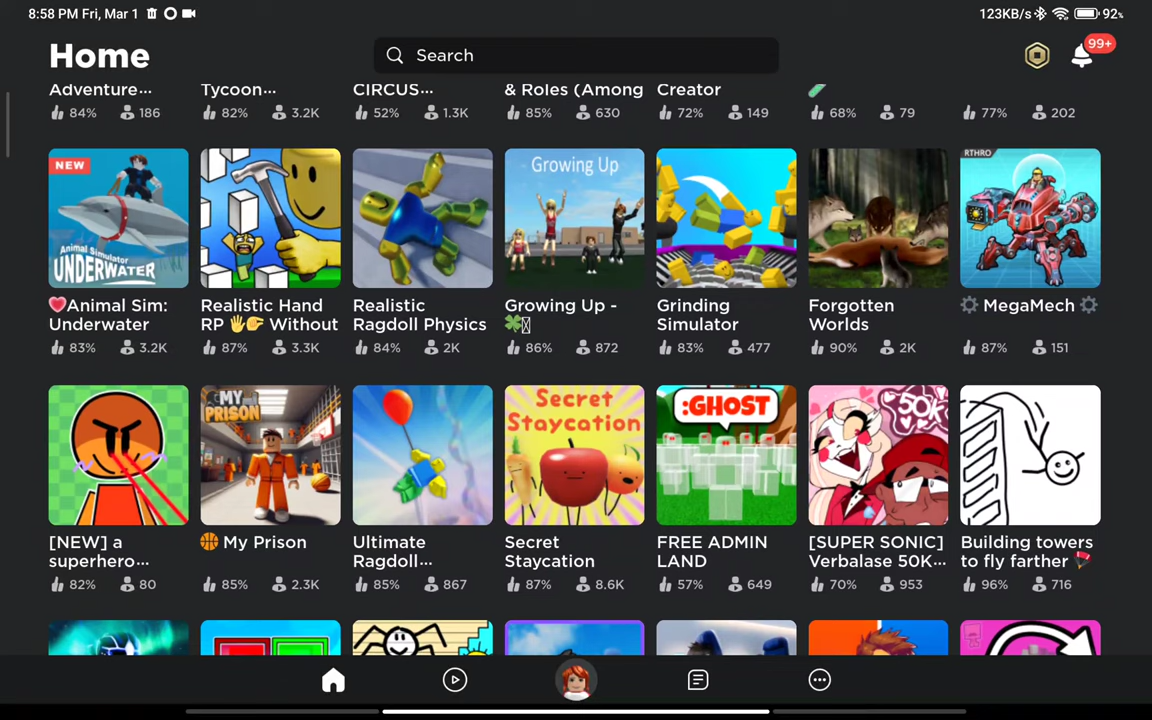 8:58 PM Fri, Mar 1
123KB/s
92%
Home
Search
99+
Adventure...
Tycoon...
CIRCUS...
& Roles (Among
Creator
84% 186
82% 3.2K
52% 1.3K
85% 630
72% 149
68% 79
77% 202
NEW
Animal Simulator
UNDERWATER
Growing Up
RTHRO
❤️Animal Sim:
Underwater
83% 3.2K
Realistic Hand
RP 🖐️👉 Without
87% 3.3K
Realistic
Ragdoll Physics
84% 2K
Growing Up -
🍀
86% 872
Grinding
Simulator
83% 477
Forgotten
Worlds
90% 2K
⚙️ MegaMech ⚙️
87% 151
MY
PRISON
Secret
Staycation
:GHOST
50K
[NEW] a
superhero...
82% 80
🏀 My Prison
85% 2.3K
Ultimate
Ragdoll...
85% 867
Secret
Staycation
87% 8.6K
FREE ADMIN
LAND
57% 649
[SUPER SONIC]
Verbalase 50K...
70% 953
Building towers
to fly farther 🪂
96% 716